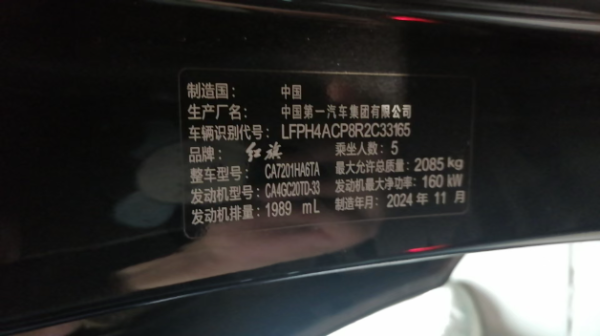 制造国： 中国
生产厂名： 中国第一汽车集团有限公司
车辆识别代号： LFPH4ACP8R2C33165
品牌： 红旗 乘坐人数：5
整车型号： CA7201HA6TA 最大允许总质量：2085 kg
发动机型号：CA4GC20TD-33 发动机最大净功率：160 kW
发动机排量：1989 mL 制造年月：2024 年 11 月